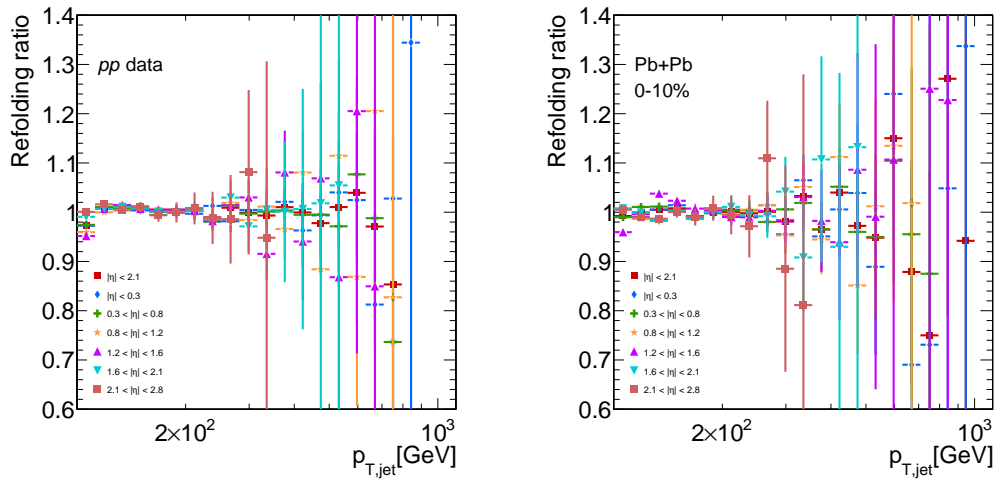 Refolding ratio
1.4
1.3
1.2
1.1
1
0.9
0.8
0.7
0.6
pp data
|η| < 2.1
|η| < 0.3
0.3 < |η| < 0.8
0.8 < |η| < 1.2
1.2 < |η| < 1.6
1.6 < |η| < 2.1
2.1 < |η| < 2.8
2×10²
10³
p_T,jet [GeV]
Refolding ratio
1.4
1.3
1.2
1.1
1
0.9
0.8
0.7
0.6
Pb+Pb
0-10%
|η| < 2.1
|η| < 0.3
0.3 < |η| < 0.8
0.8 < |η| < 1.2
1.2 < |η| < 1.6
1.6 < |η| < 2.1
2.1 < |η| < 2.8
2×10²
10³
p_T,jet [GeV]